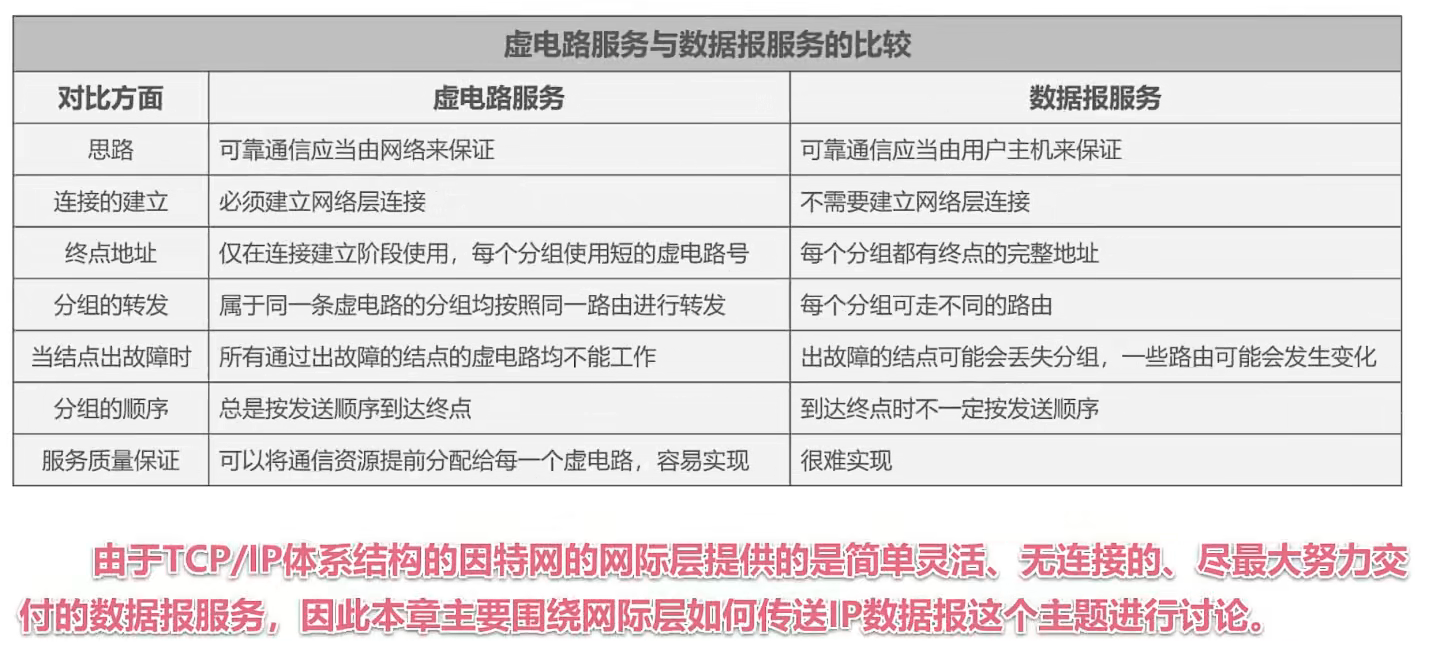 虚电路服务与数据报服务的比较
对比方面 虚电路服务 数据报服务
思路 可靠通信应当由网络来保证 可靠通信应当由用户主机来保证
连接的建立 必须建立网络层连接 不需要建立网络层连接
终点地址 仅在连接建立阶段使用，每个分组使用短的虚电路号 每个分组都有终点的完整地址
分组的转发 属于同一条虚电路的分组均按照同一路由进行转发 每个分组可走不同的路由
当结点出故障时 所有通过出故障的结点的虚电路均不能工作 出故障的结点可能会丢失分组，一些路由可能会发生变化
分组的顺序 总是按发送顺序到达终点 到达终点时不一定按发送顺序
服务质量保证 可以将通信资源提前分配给每一个虚电路，容易实现 很难实现
由于TCP/IP体系结构的因特网的网际层提供的是简单灵活、无连接的、尽最大努力交
付的数据报服务，因此本章主要围绕网际层如何传送IP数据报这个主题进行讨论。